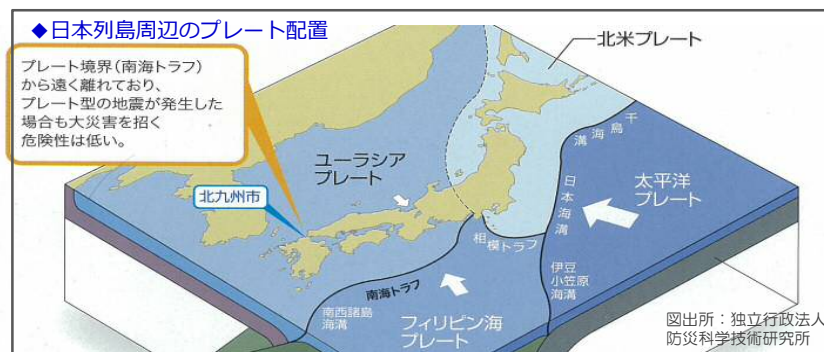 ◆日本列島周辺のプレート配置
プレート境界(南海トラフ)
から遠く離れており、
プレート型の地震が発生した
場合も大災害を招く
危険性は低い。
北米プレート
千島海溝
ユーラシア
プレート
北九州市
日本海溝
太平洋
プレート
相模トラフ
伊豆
小笠原
海溝
南海トラフ
南西諸島
海溝
フィリピン海
プレート
図出所：独立行政法人
防災科学技術研究所